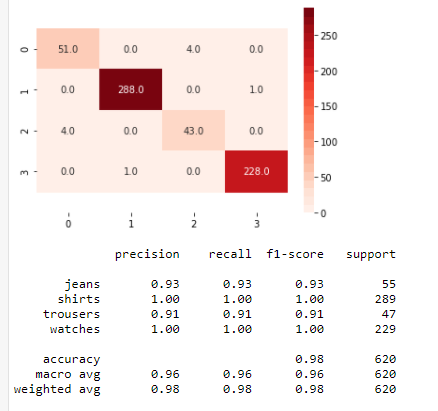 0 51.0 0.0 4.0 0.0
1 0.0 288.0 0.0 1.0
2 4.0 0.0 43.0 0.0
3 0.0 1.0 0.0 228.0
0 1 2 3
250
200
150
100
50
0
precision recall f1-score support
jeans 0.93 0.93 0.93 55
shirts 1.00 1.00 1.00 289
trousers 0.91 0.91 0.91 47
watches 1.00 1.00 1.00 229
accuracy 0.98 620
macro avg 0.96 0.96 0.96 620
weighted avg 0.98 0.98 0.98 620